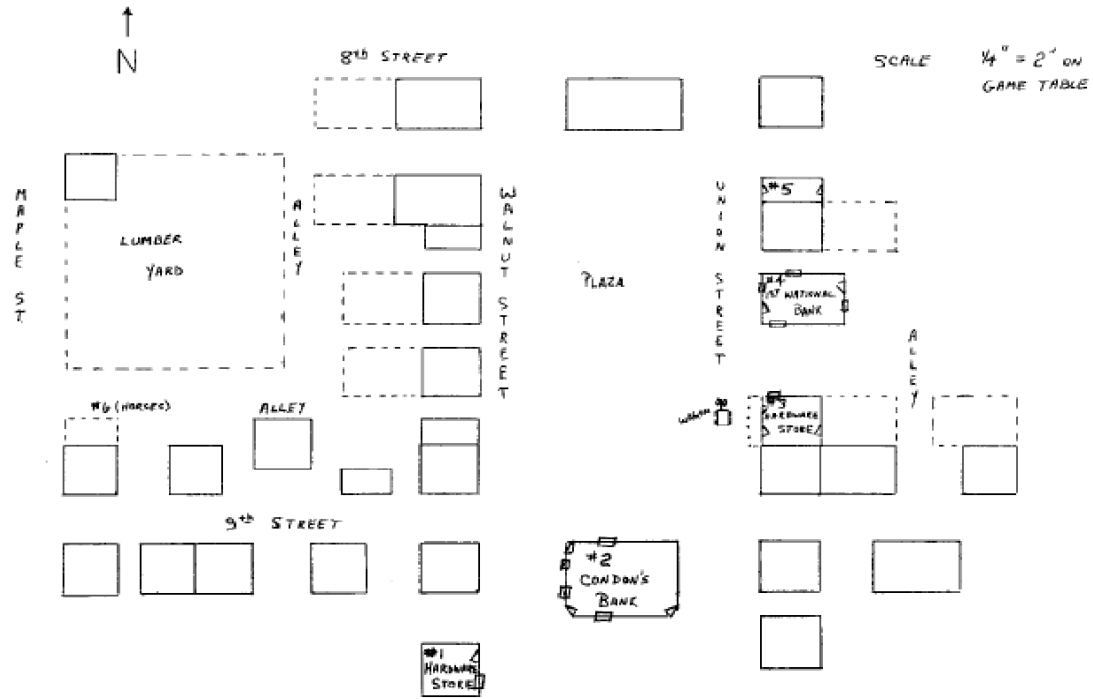 N
8th STREET
SCALE ¼" = 2" ON
GAME TABLE
MAPLE ST.
LUMBER
YARD
ALLEY
WALNUT STREET
PLAZA
UNION STREET
#5
#4
1ST NATIONAL
BANK
ALLEY
#6 (HORSES)
ALLEY
WAGON
#3
HARDWARE
STORE
9th STREET
#2
CONDON'S
BANK
#1
HARDWARE
STORE